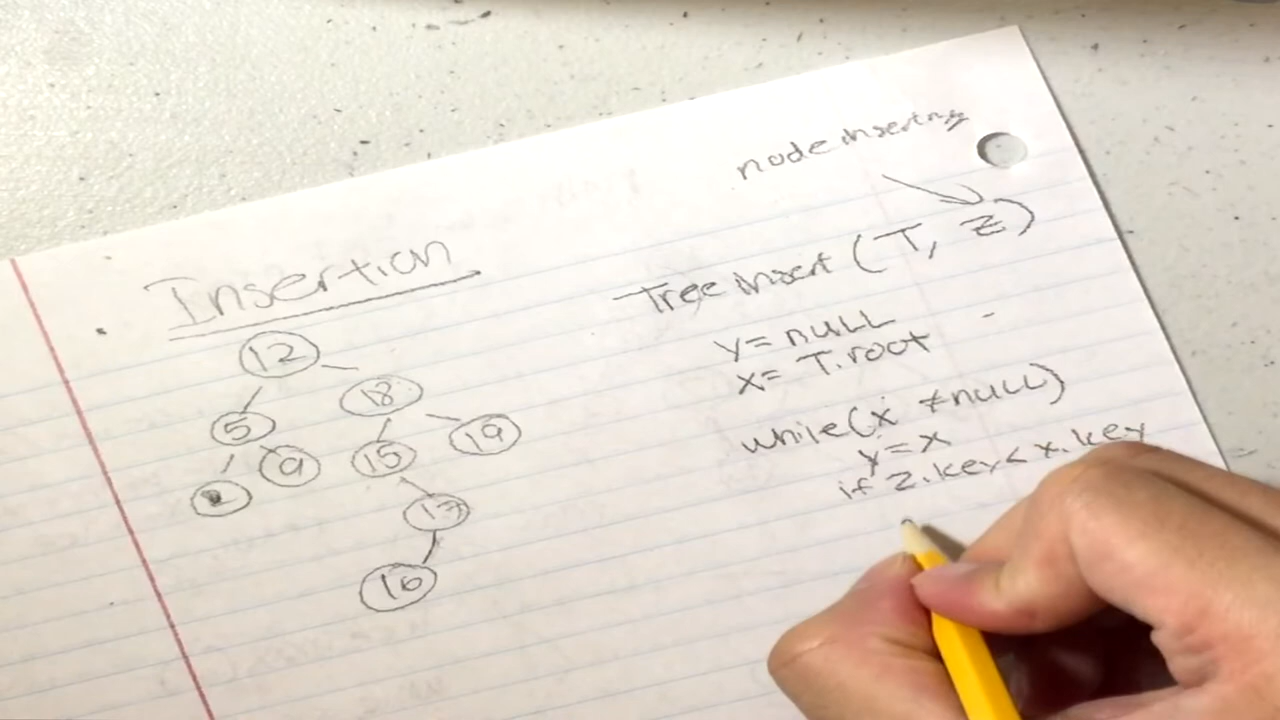 Insertion
12
5 18
2 9 15 19
17
16
node inserting
Tree insert (T, z)
y= null
x= T.root
while(x ≠null)
y=x
if z.key<x.key